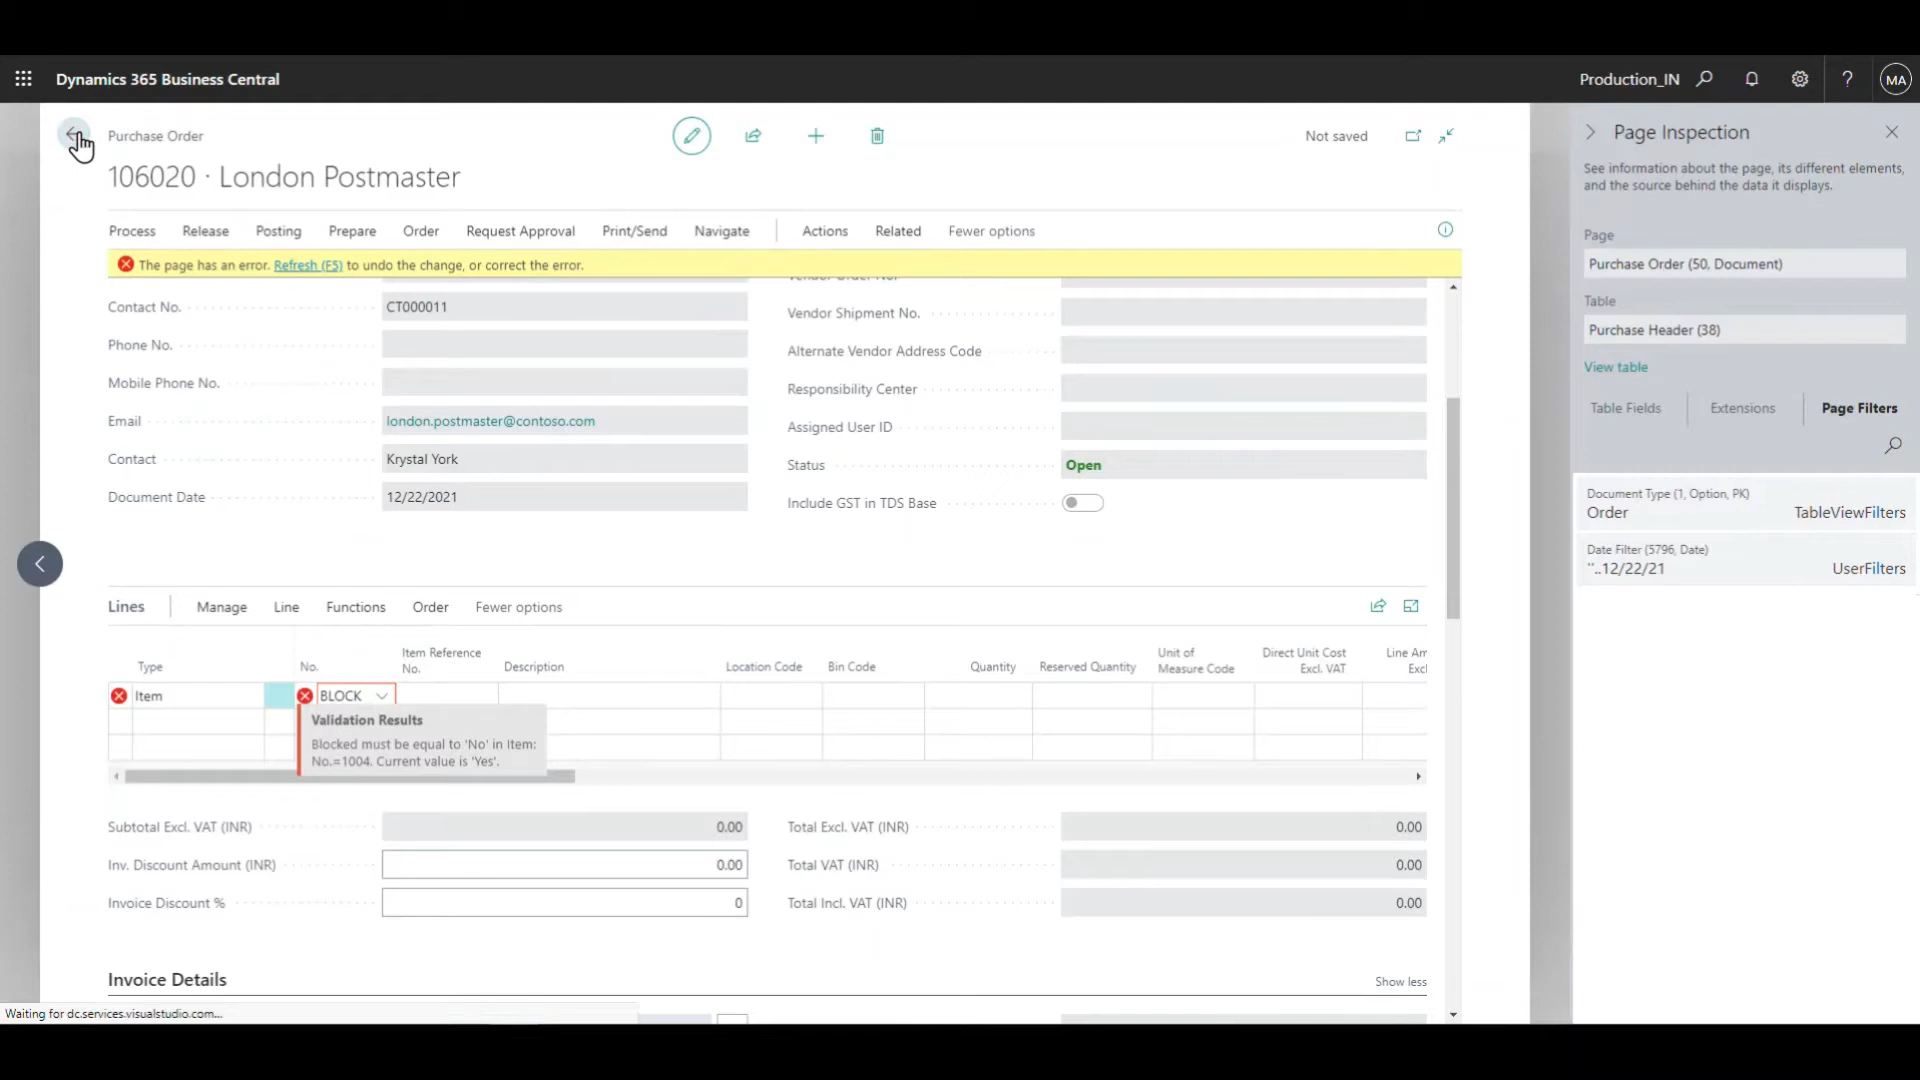 Dynamics 365 Business Central
Production_IN
?
MA
Purchase Order
Not saved
106020 · London Postmaster
Process Release Posting Prepare Order Request Approval Print/Send Navigate Actions Related Fewer options
The page has an error. Refresh (F5) to undo the change, or correct the error.
Contact No. CT000011
Phone No.
Mobile Phone No.
Email london.postmaster@contoso.com
Contact Krystal York
Document Date 12/22/2021
Vendor Order No.
Vendor Shipment No.
Alternate Vendor Address Code
Responsibility Center
Assigned User ID
Status Open
Include GST in TDS Base
Lines Manage Line Functions Order Fewer options
Type
No.
Item Reference
No.
Description
Location Code
Bin Code
Quantity
Reserved Quantity
Unit of
Measure Code
Direct Unit Cost
Excl. VAT
Line Am
Excl
Item BLOCK
Validation Results
Blocked must be equal to 'No' in Item:
No.=1004. Current value is 'Yes'.
Subtotal Excl. VAT (INR) 0.00
Inv. Discount Amount (INR) 0.00
Invoice Discount % 0
Total Excl. VAT (INR) 0.00
Total VAT (INR) 0.00
Total Incl. VAT (INR) 0.00
Invoice Details
Show less
Waiting for dc.services.visualstudio.com...
Page Inspection
See information about the page, its different elements,
and the source behind the data it displays.
Page
Purchase Order (50, Document)
Table
Purchase Header (38)
View table
Table Fields Extensions Page Filters
Document Type (1, Option, PK)
Order TableViewFilters
Date Filter (5796, Date)
''..12/22/21 UserFilters